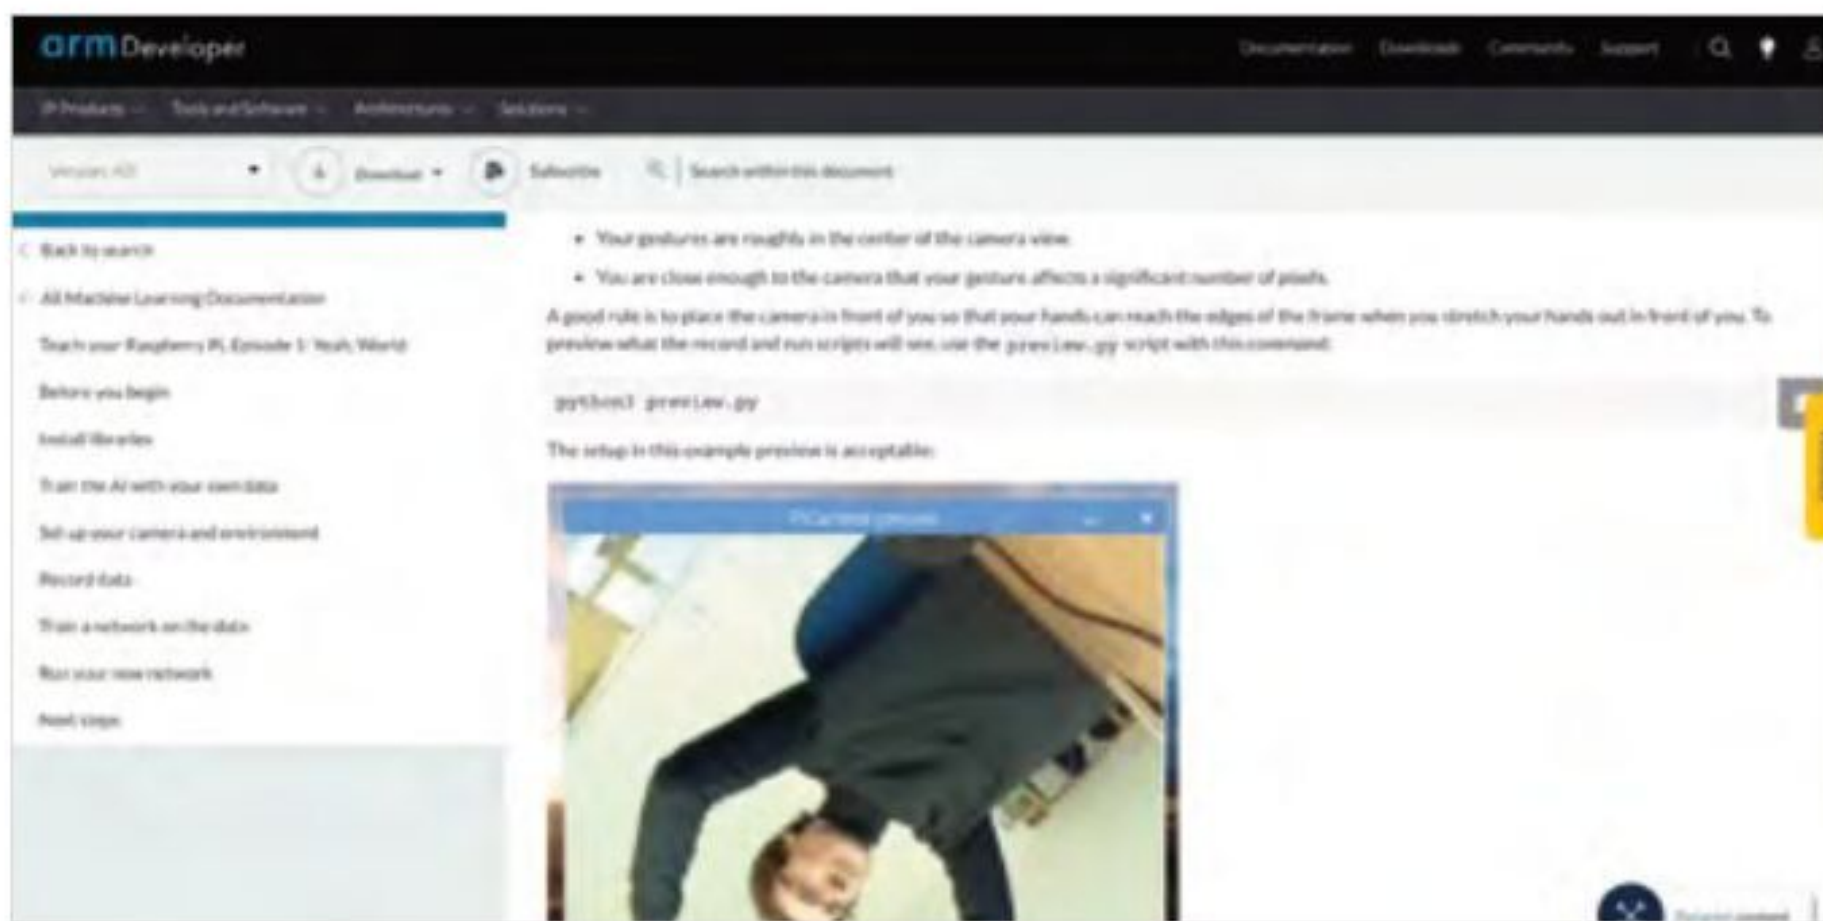 arm Developer
Documentation Downloads Community Support
IP Products Tools and Software Architectures Solutions
Download Subscribe Search within this document
Back to search
All Machine Learning Documentation
Teach your Raspberry Pi, Episode 1: Yeah, World
Before you begin
Install libraries
Train the AI with your own data
Set up your camera and environment
Record data
Train a network on the data
Run your new network
Next steps
• Your gestures are roughly in the center of the camera view.
• You are close enough to the camera that your gesture affects a significant number of pixels.
A good rule is to place the camera in front of you so that your hands can reach the edges of the frame when you stretch your hands out in front of you. To
preview what the record and run scripts will see, use the preview.py script with this command:
python3 preview.py
The setup in this example preview is acceptable: